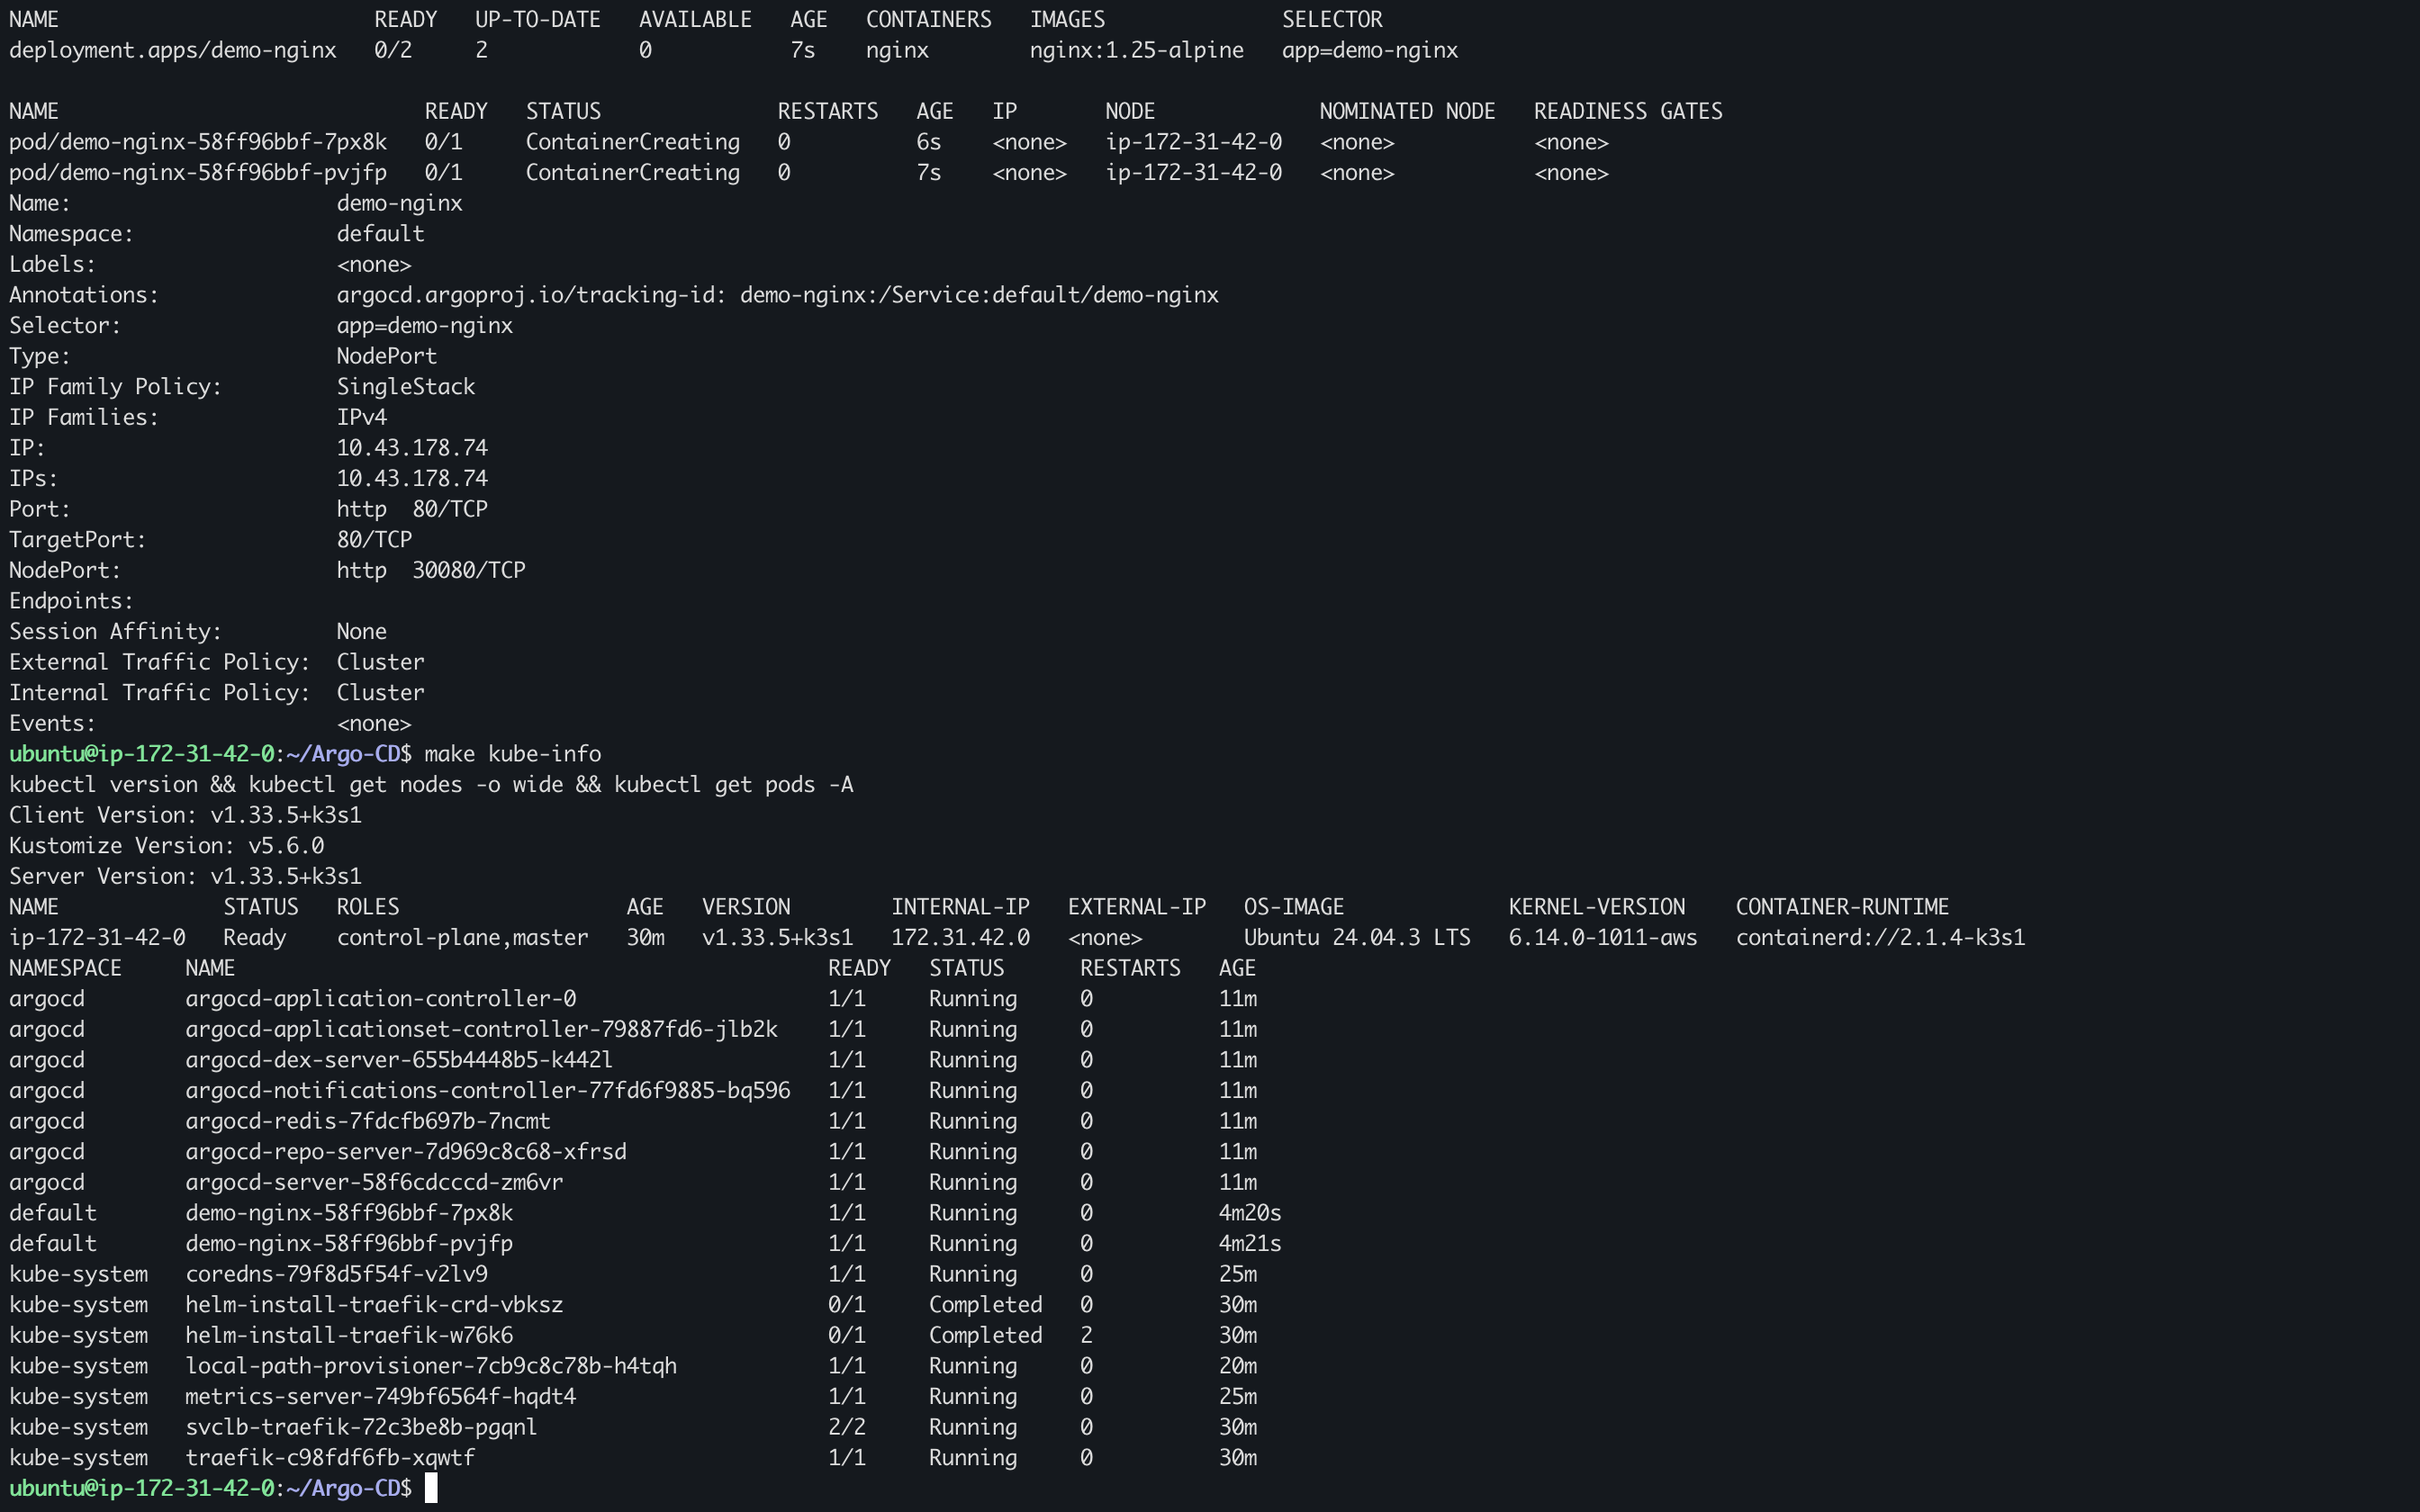 NAME                         READY   UP-TO-DATE   AVAILABLE   AGE   CONTAINERS   IMAGES              SELECTOR
deployment.apps/demo-nginx   0/2     2            0           7s    nginx        nginx:1.25-alpine   app=demo-nginx

NAME                             READY   STATUS              RESTARTS   AGE   IP       NODE             NOMINATED NODE   READINESS GATES
pod/demo-nginx-58ff96bbf-7px8k   0/1     ContainerCreating   0          6s    <none>   ip-172-31-42-0   <none>           <none>
pod/demo-nginx-58ff96bbf-pvjfp   0/1     ContainerCreating   0          7s    <none>   ip-172-31-42-0   <none>           <none>
Name:                     demo-nginx
Namespace:                default
Labels:                   <none>
Annotations:              argocd.argoproj.io/tracking-id: demo-nginx:/Service:default/demo-nginx
Selector:                 app=demo-nginx
Type:                     NodePort
IP Family Policy:         SingleStack
IP Families:              IPv4
IP:                       10.43.178.74
IPs:                      10.43.178.74
Port:                     http  80/TCP
TargetPort:               80/TCP
NodePort:                 http  30080/TCP
Endpoints:
Session Affinity:         None
External Traffic Policy:  Cluster
Internal Traffic Policy:  Cluster
Events:                   <none>
ubuntu@ip-172-31-42-0:~/Argo-CD$ make kube-info
kubectl version && kubectl get nodes -o wide && kubectl get pods -A
Client Version: v1.33.5+k3s1
Kustomize Version: v5.6.0
Server Version: v1.33.5+k3s1
NAME             STATUS   ROLES                  AGE   VERSION        INTERNAL-IP   EXTERNAL-IP   OS-IMAGE             KERNEL-VERSION    CONTAINER-RUNTIME
ip-172-31-42-0   Ready    control-plane,master   30m   v1.33.5+k3s1   172.31.42.0   <none>        Ubuntu 24.04.3 LTS   6.14.0-1011-aws   containerd://2.1.4-k3s1
NAMESPACE     NAME                                               READY   STATUS      RESTARTS   AGE
argocd        argocd-application-controller-0                    1/1     Running     0          11m
argocd        argocd-applicationset-controller-79887fd6-jlb2k    1/1     Running     0          11m
argocd        argocd-dex-server-655b4448b5-k442l                 1/1     Running     0          11m
argocd        argocd-notifications-controller-77fd6f9885-bq596   1/1     Running     0          11m
argocd        argocd-redis-7fdcfb697b-7ncmt                      1/1     Running     0          11m
argocd        argocd-repo-server-7d969c8c68-xfrsd                1/1     Running     0          11m
argocd        argocd-server-58f6cdcccd-zm6vr                     1/1     Running     0          11m
default       demo-nginx-58ff96bbf-7px8k                         1/1     Running     0          4m20s
default       demo-nginx-58ff96bbf-pvjfp                         1/1     Running     0          4m21s
kube-system   coredns-79f8d5f54f-v2lv9                           1/1     Running     0          25m
kube-system   helm-install-traefik-crd-vbksz                     0/1     Completed   0          30m
kube-system   helm-install-traefik-w76k6                         0/1     Completed   2          30m
kube-system   local-path-provisioner-7cb9c8c78b-h4tqh            1/1     Running     0          20m
kube-system   metrics-server-749bf6564f-hqdt4                    1/1     Running     0          25m
kube-system   svclb-traefik-72c3be8b-pgqnl                       2/2     Running     0          30m
kube-system   traefik-c98fdf6fb-xqwtf                            1/1     Running     0          30m
ubuntu@ip-172-31-42-0:~/Argo-CD$